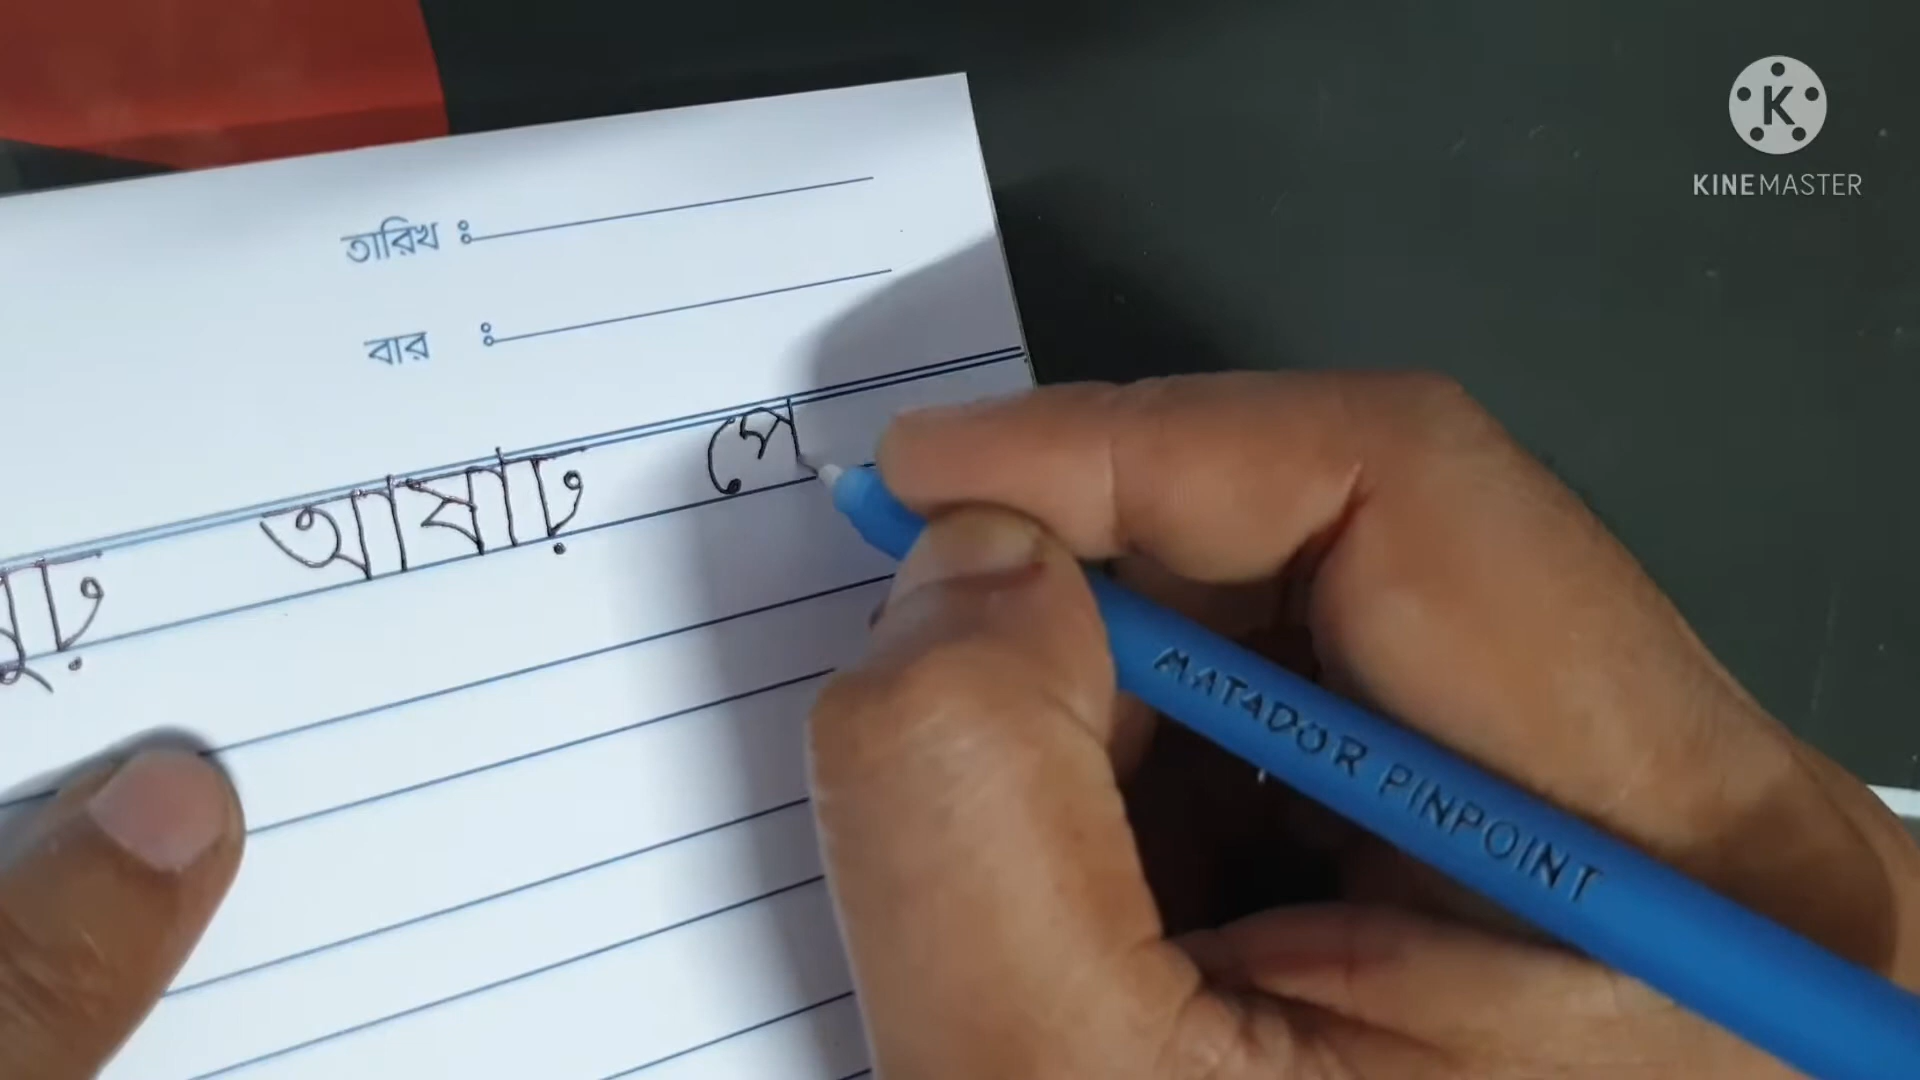 KINEMASTER
তারিখ ঃ
বার ঃ
আষাঢ় পে
MATADOR PINPOINT